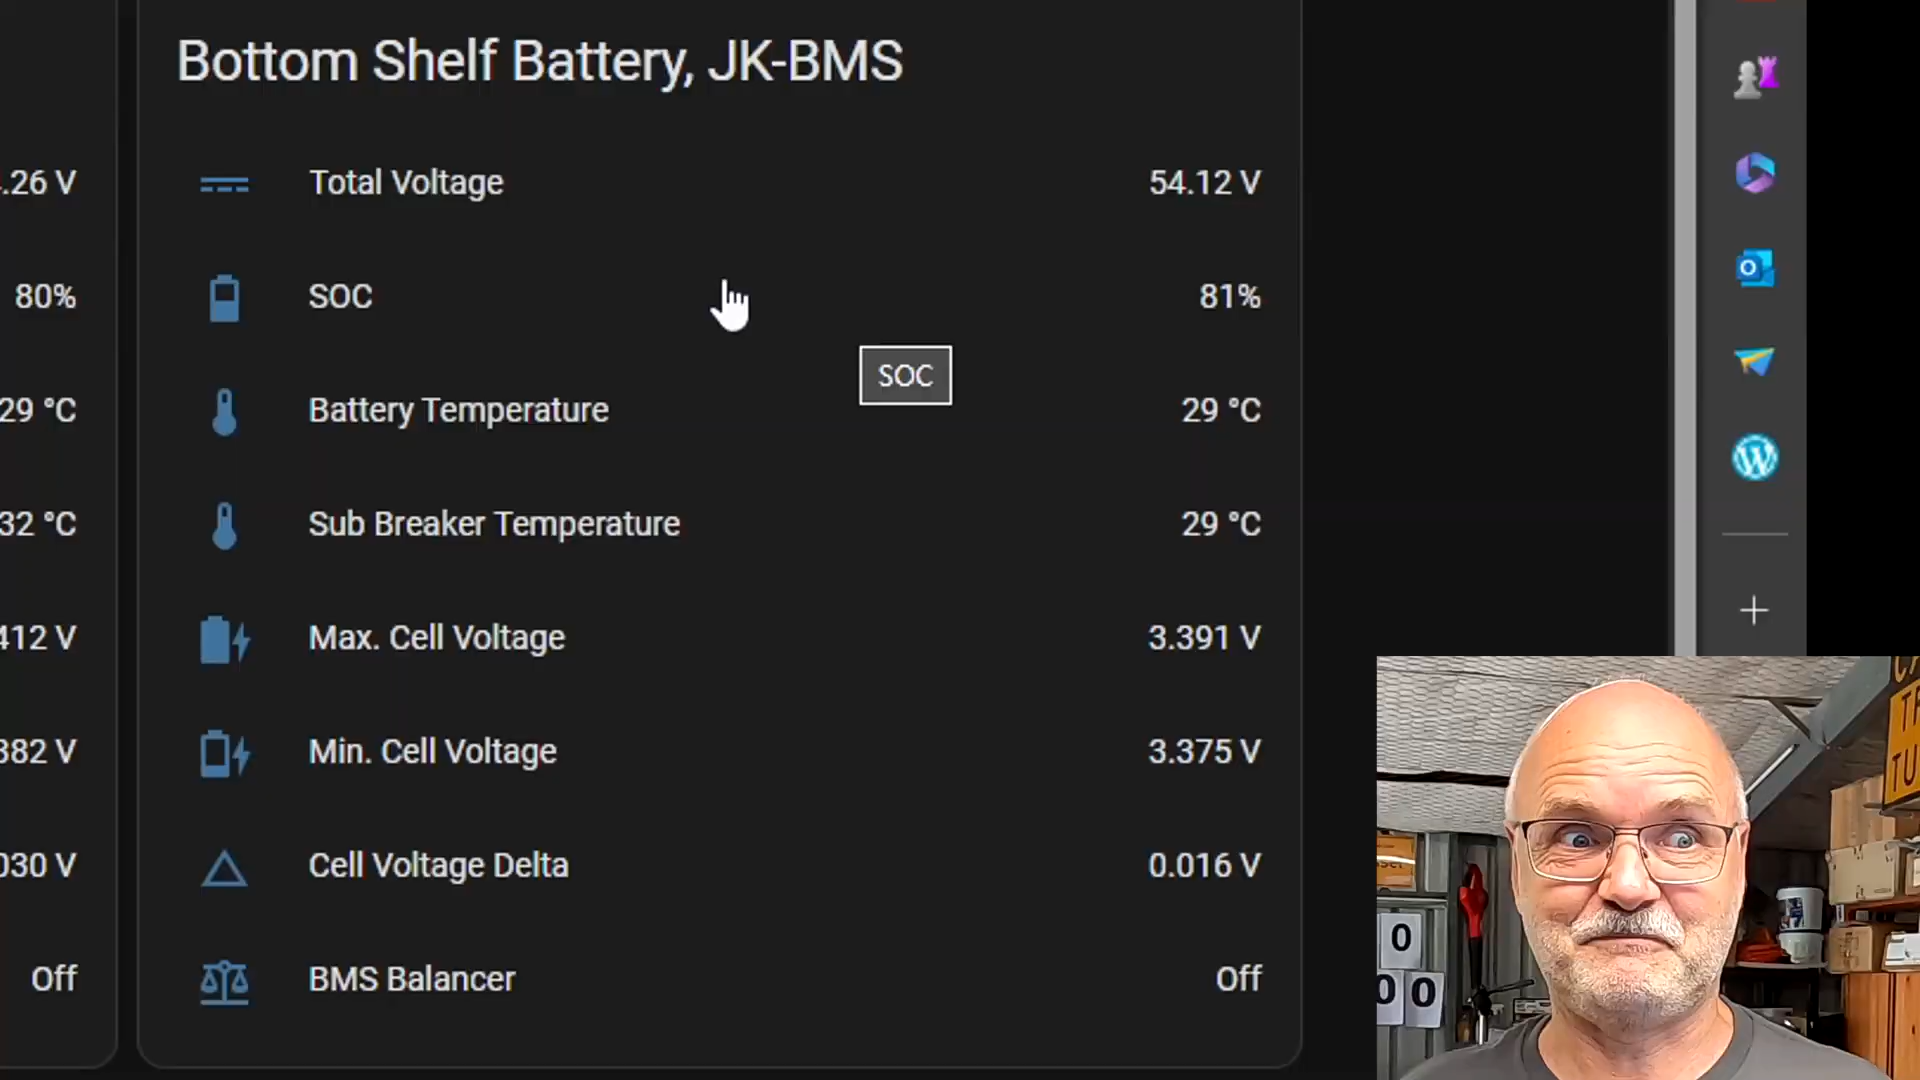 Bottom Shelf Battery, JK-BMS
.26 V
Total Voltage
54.12 V
80%
SOC
81%
SOC
29 °C
Battery Temperature
29 °C
32 °C
Sub Breaker Temperature
29 °C
412 V
Max. Cell Voltage
3.391 V
382 V
Min. Cell Voltage
3.375 V
030 V
Cell Voltage Delta
0.016 V
Off
BMS Balancer
Off
0
00